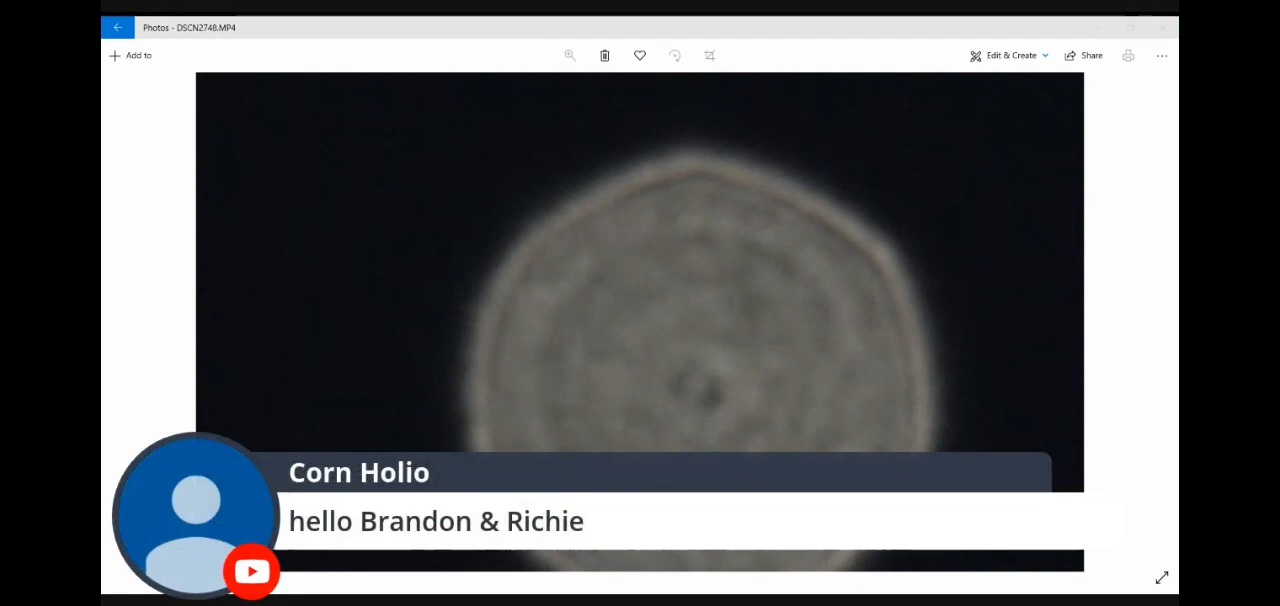 Photos - DSCN2748.MP4
Add to
Edit & Create
Share
Corn Holio
hello Brandon & Richie